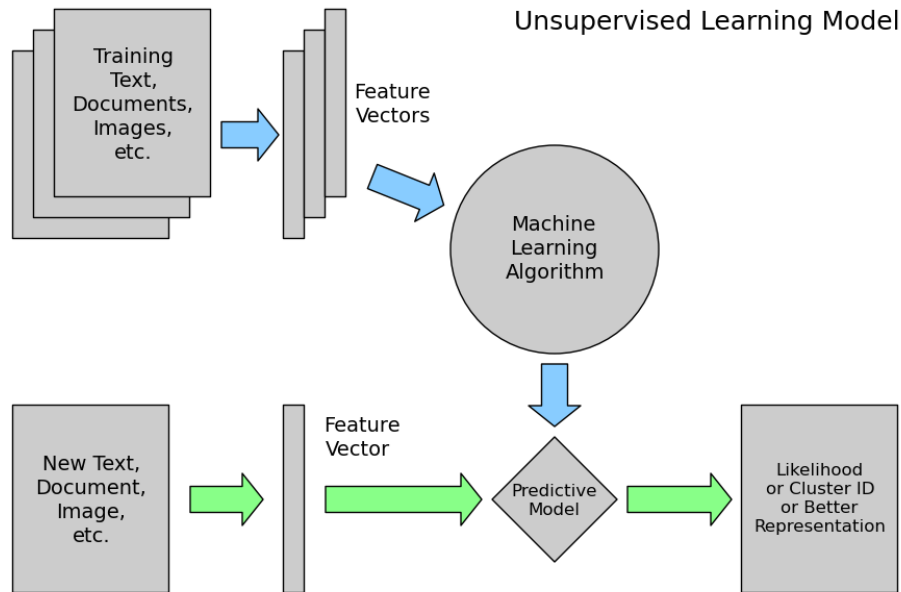 Unsupervised Learning Model
Training
Text,
Documents,
Images,
etc.
Feature
Vectors
Machine
Learning
Algorithm
New Text,
Document,
Image,
etc.
Feature
Vector
Predictive
Model
Likelihood
or Cluster ID
or Better
Representation